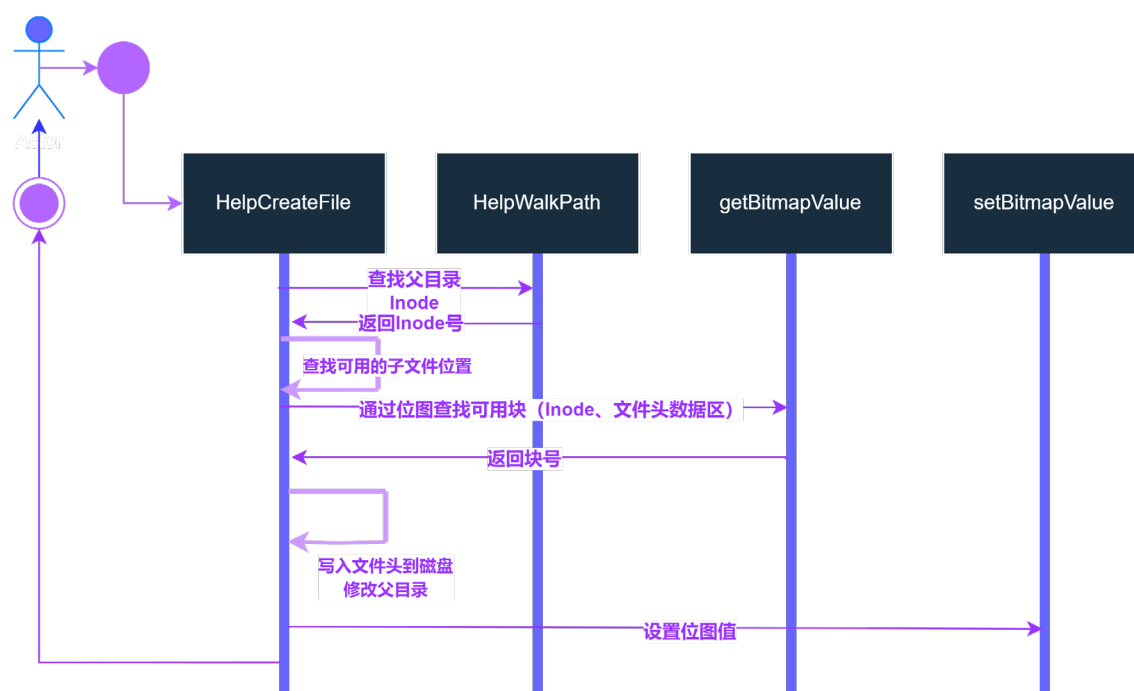 Actor
HelpCreateFile
HelpWalkPath
getBitmapValue
setBitmapValue
查找父目录
Inode
返回Inode号
查找可用的子文件位置
通过位图查找可用块（Inode、文件头数据区）
返回块号
写入文件头到磁盘
修改父目录
设置位图值